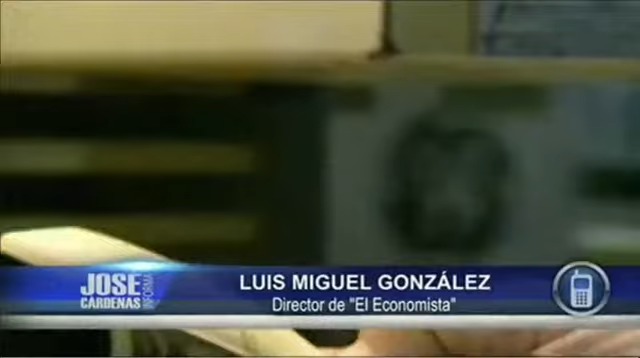 JOSE
CARDENAS
INFORMA
LUIS MIGUEL GONZÁLEZ
Director de "El Economista"